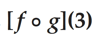 [f ∘ g](3)